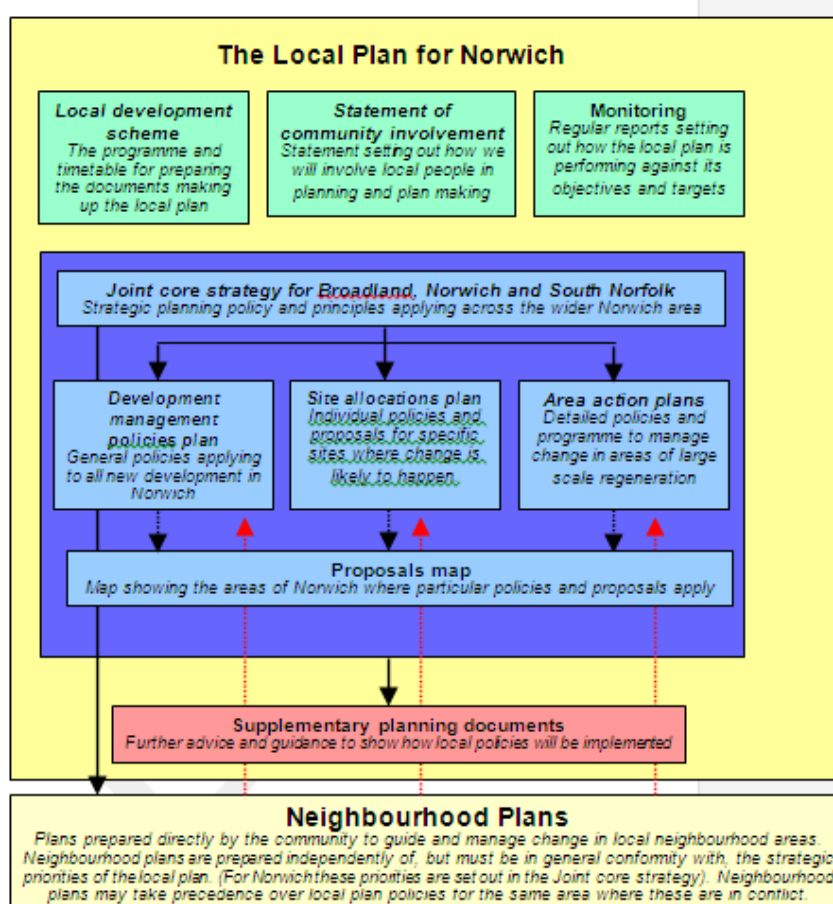 The Local Plan for Norwich
Local development
scheme
The programme and
timetable for preparing
the documents making
up the local plan
Statement of
community involvement
Statement setting out how we
will involve local people in
planning and plan making
Monitoring
Regular reports setting
out how the local plan is
performing against its
objectives and targets
Joint core strategy for Broadland, Norwich and South Norfolk
Strategic planning policy and principles applying across the wider Norwich area
Development
management
policies plan
General policies applying
to all new development in
Norwich
Site allocations plan
Individual policies and
proposals for specific
sites where change is
likely to happen
Area action plans
Detailed policies and
programme to manage
change in areas of large
scale regeneration
Proposals map
Map showing the areas of Norwich where particular policies and proposals apply
Supplementary planning documents
Further advice and guidance to show how local policies will be implemented
Neighbourhood Plans
Plans prepared directly by the community to guide and manage change in local neighbourhood areas.
Neighbourhood plans are prepared independently of, but must be in general conformity with, the strategic
priorities of the local plan. (For Norwich these priorities are set out in the Joint core strategy). Neighbourhood
plans may take precedence over local plan policies for the same area where these are in conflict.